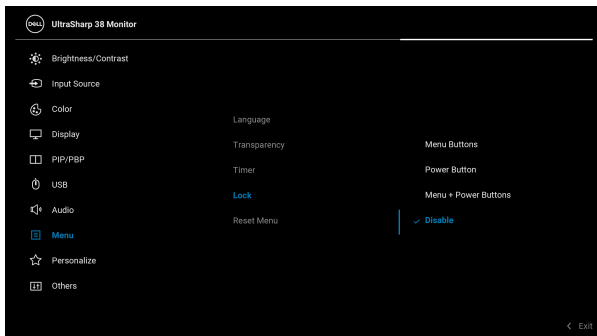 DELL UltraSharp 38 Monitor
Brightness/Contrast
Input Source
Color
Display
PIP/PBP
USB
Audio
Menu
Personalize
Others
Language
Transparency
Timer
Lock
Reset Menu
Menu Buttons
Power Button
Menu + Power Buttons
Disable
Exit